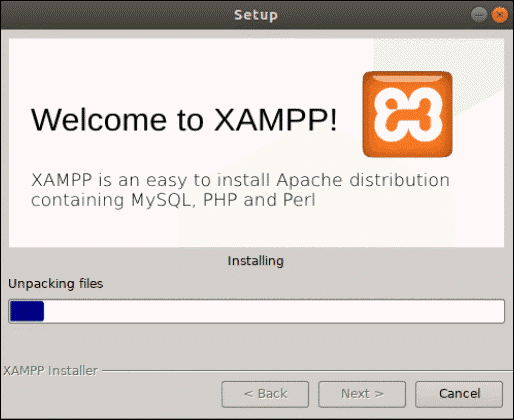 Setup
Welcome to XAMPP!
XAMPP is an easy to install Apache distribution
containing MySQL, PHP and Perl
Installing
Unpacking files
XAMPP Installer
< Back
Next >
Cancel